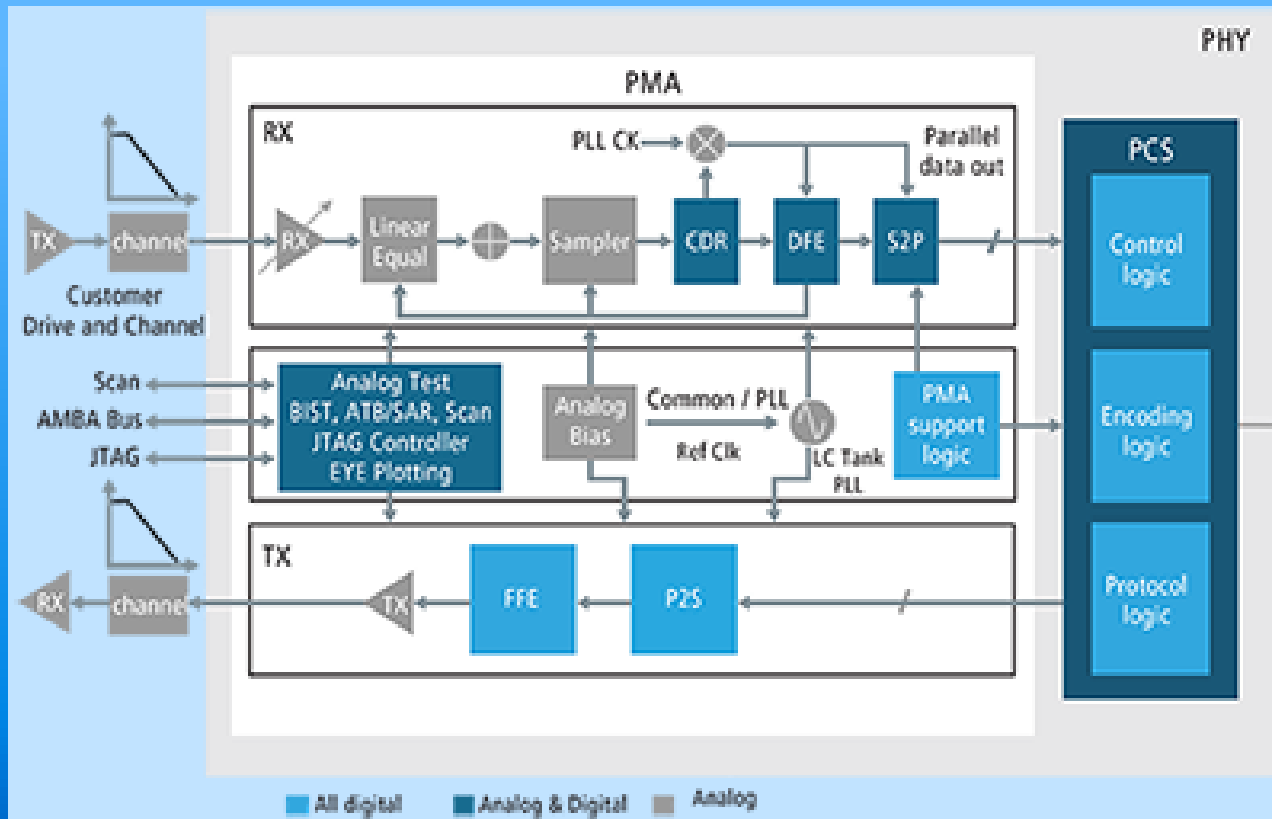 PHY
PMA
RX
PLL CK
Parallel
data out
PCS
TX
channel
RX
Linear
Equal
Sampler
CDR
DFE
S2P
Control
logic
Customer
Drive and Channel
Scan
AMBA Bus
JTAG
Analog Test
BIST, ATB/SAR, Scan
JTAG Controller
EYE Plotting
Analog
Bias
Common / PLL
Ref Clk
LC Tank
PLL
PMA
support
logic
Encoding
logic
TX
RX
channel
TX
FFE
P2S
Protocol
logic
All digital
Analog & Digital
Analog